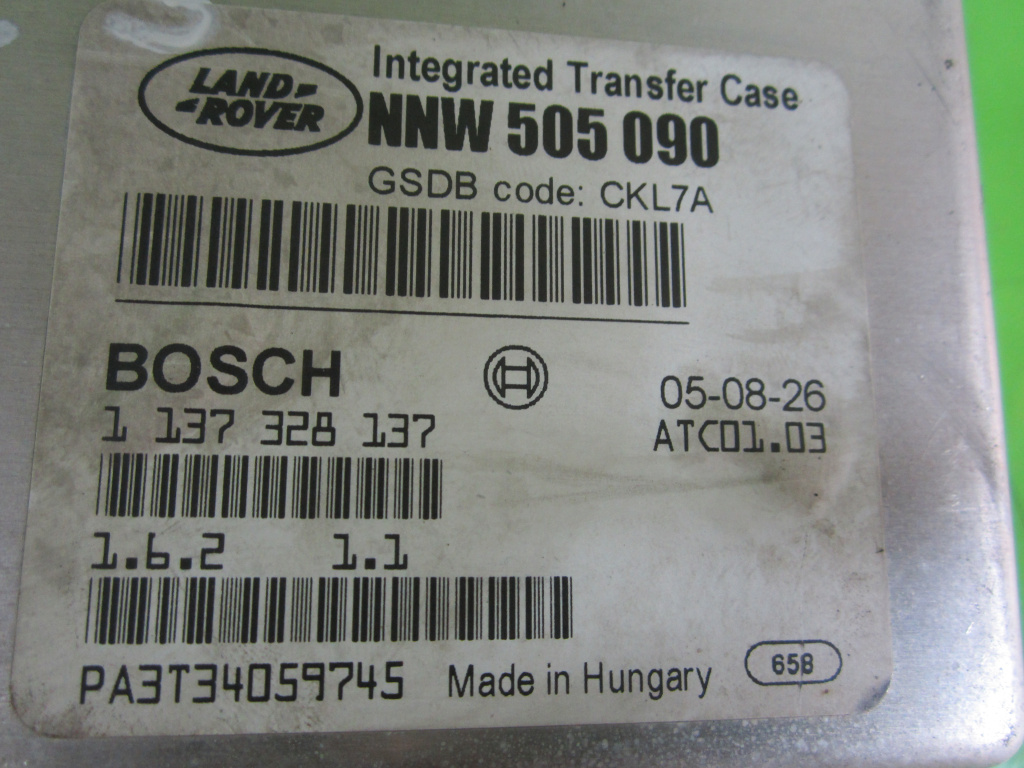 LAND
ROVER
Integrated Transfer Case
NNW 505 090
GSDB code: CKL7A
BOSCH
05-08-26
1 137 328 137
ATC01.03
1.6.2 1.1
PA3T34059745
Made in Hungary
658